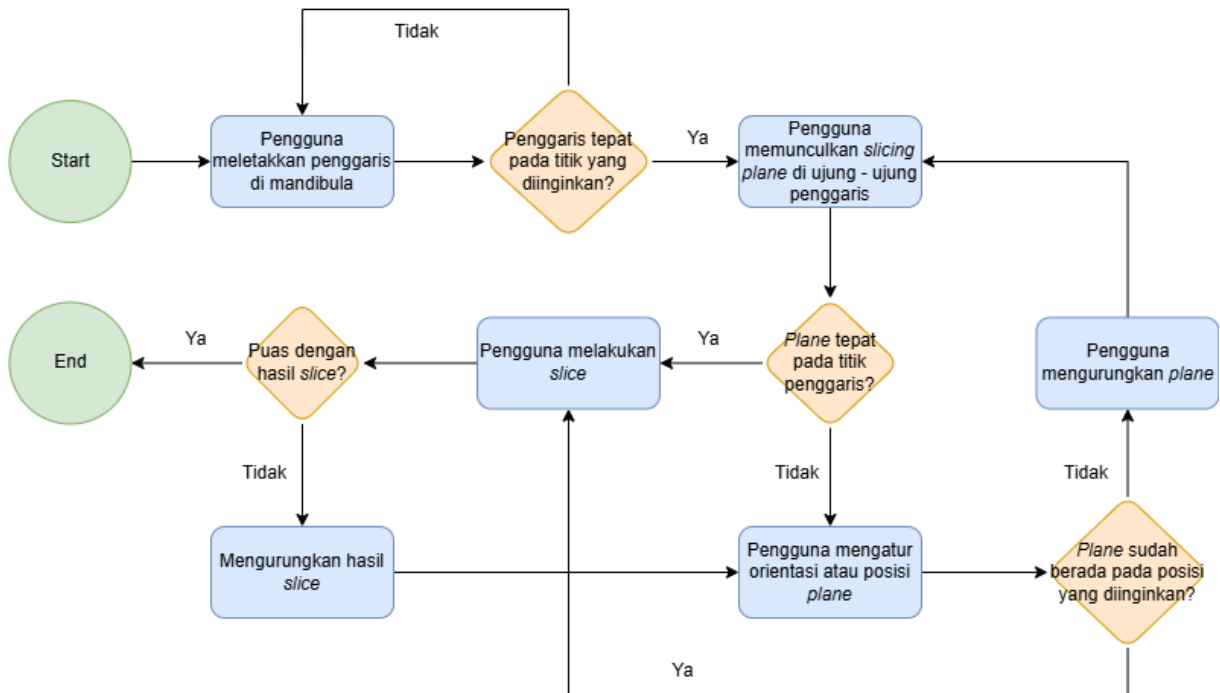 Tidak
Start
Pengguna
meletakkan penggaris
di mandibula
Penggaris tepat
pada titik yang
diinginkan?
Ya
Pengguna
memunculkan slicing
plane di ujung - ujung
penggaris
End
Ya
Puas dengan
hasil slice?
Pengguna melakukan
slice
Ya
Plane tepat
pada titik
penggaris?
Pengguna
mengurungkan plane
Tidak
Tidak
Tidak
Mengurungkan hasil
slice
Pengguna mengatur
orientasi atau posisi
plane
Plane sudah
berada pada posisi
yang diinginkan?
Ya